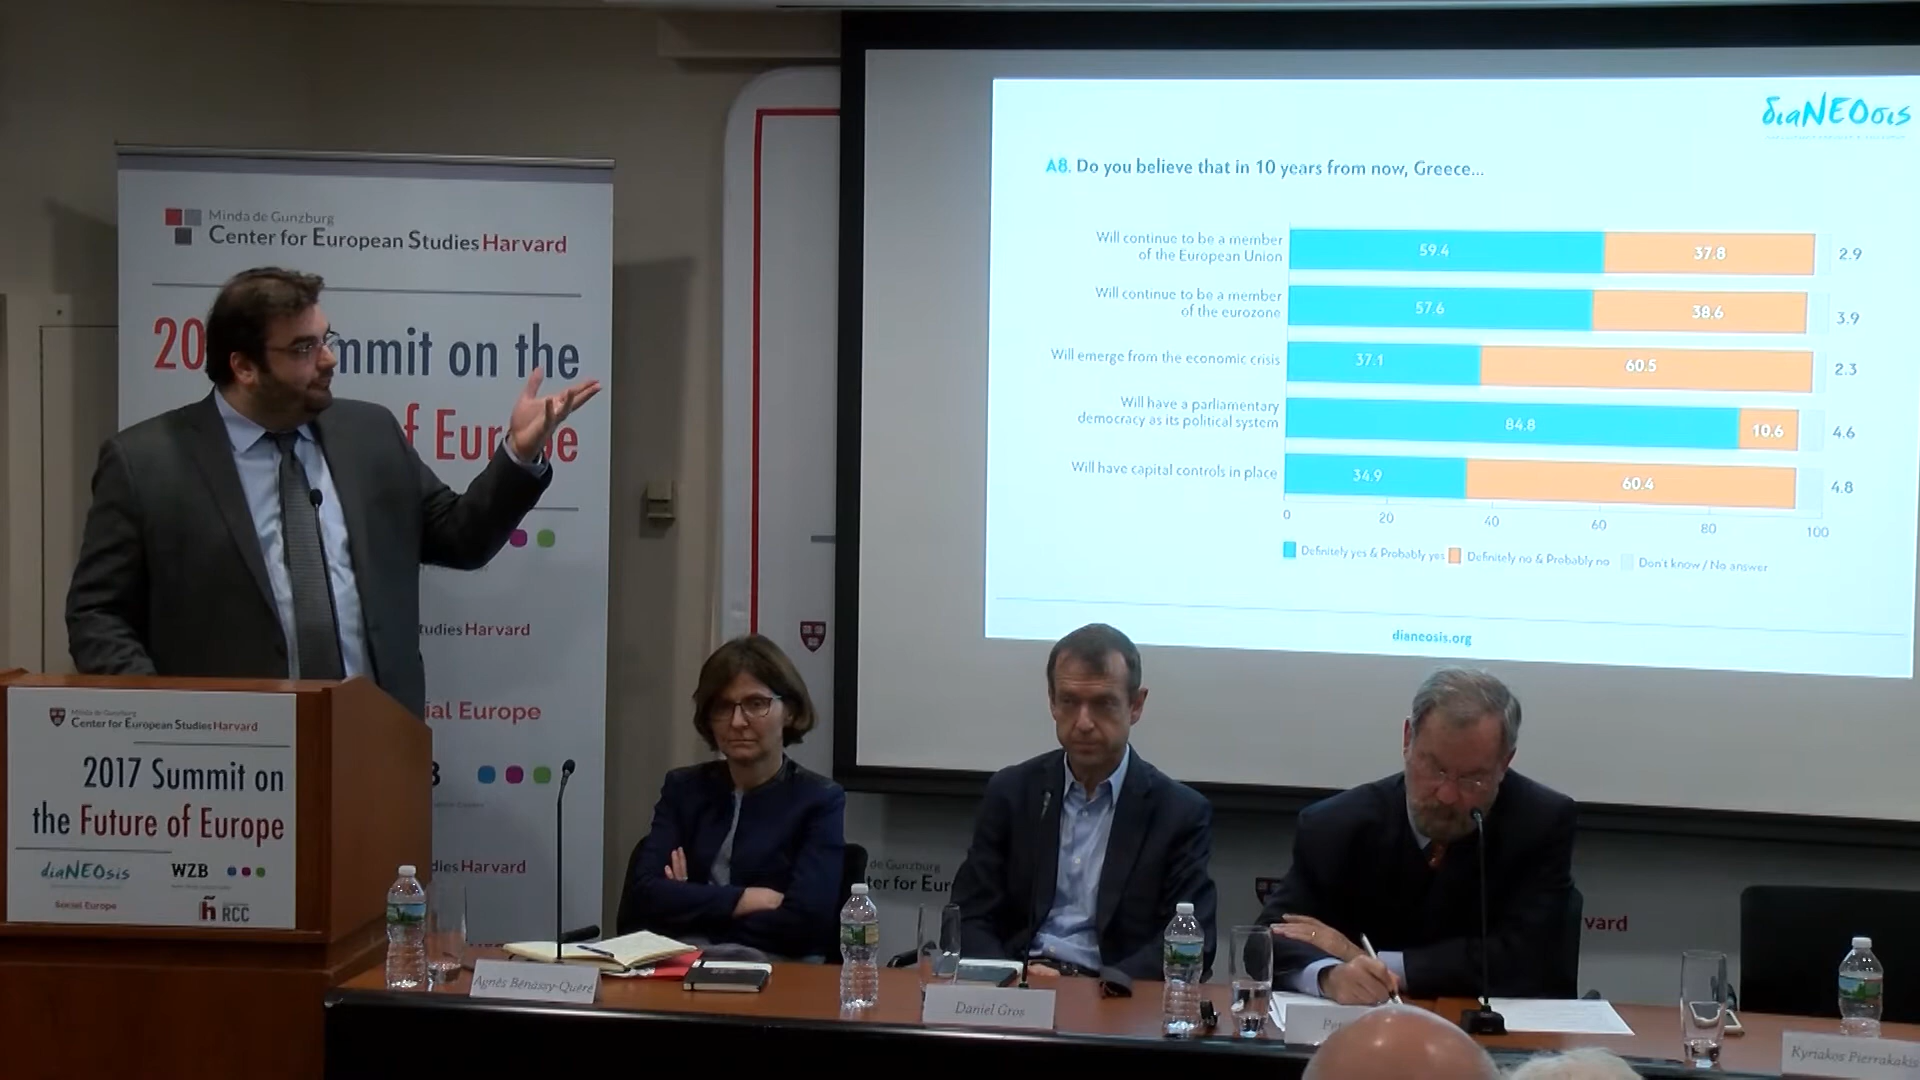 Minda de Gunzburg
Center for European Studies Harvard
20 mmit on the
f Europe
tudies Harvard
ial Europe
dies Harvard
Minda de Gunzburg
Center for European Studies Harvard
2017 Summit on
the Future of Europe
diaNEOsis
WZB
Social Europe
RCC
διαΝΕΟσις
A8. Do you believe that in 10 years from now, Greece...
Will continue to be a member
of the European Union
59.4
37.8
2.9
Will continue to be a member
of the eurozone
57.6
38.6
3.9
Will emerge from the economic crisis
37.1
60.5
2.3
Will have a parliamentary
democracy as its political system
84.8
10.6
4.6
Will have capital controls in place
34.9
60.4
4.8
0 20 40 60 80 100
Definitely yes & Probably yes
Definitely no & Probably no
Don't know / No answer
dianeosis.org
de Gunzburg
ter for Eur
vard
Agnès Bénassy-Quéré
Daniel Gros
Pe
Kyriakos Pierrakakis